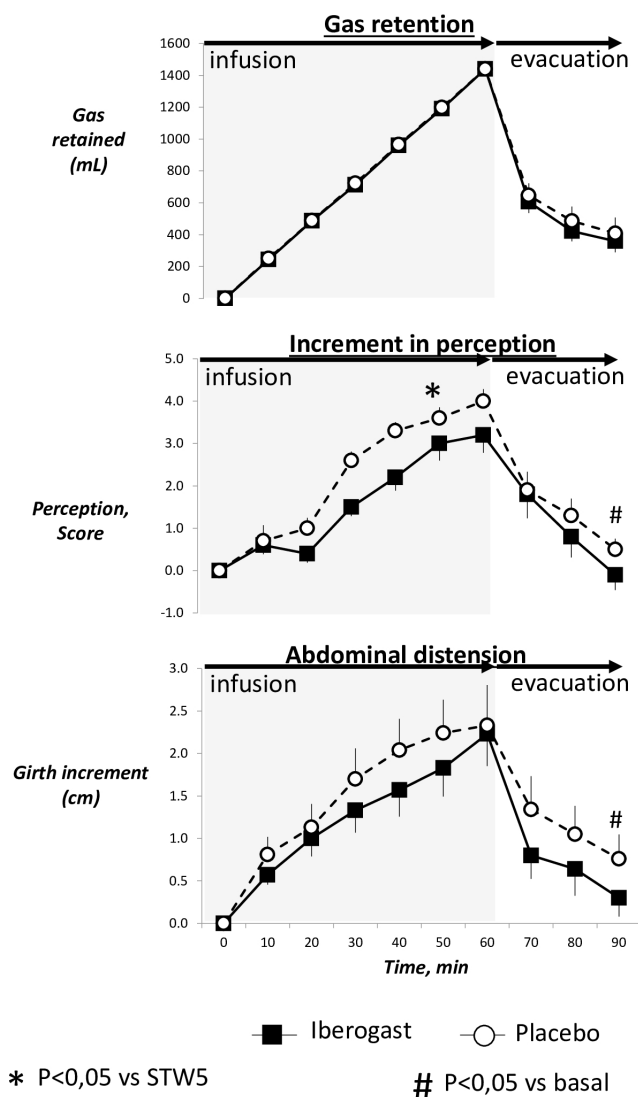 Gas retention
infusion
evacuation
Gas
retained
(mL)
1600
1400
1200
1000
800
600
400
200
0
Increment in perception
infusion
evacuation
Perception,
Score
5.0
4.0
3.0
2.0
1.0
0.0
-1.0
*
#
Abdominal distension
infusion
evacuation
Girth increment
(cm)
3.0
2.5
2.0
1.5
1.0
0.5
0.0
#
0 10 20 30 40 50 60 70 80 90
Time, min
Iberogast Placebo
* P<0,05 vs STW5 # P<0,05 vs basal